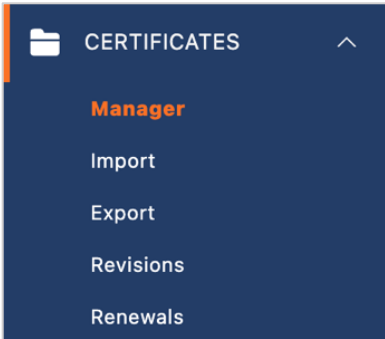 CERTIFICATES
Manager
Import
Export
Revisions
Renewals